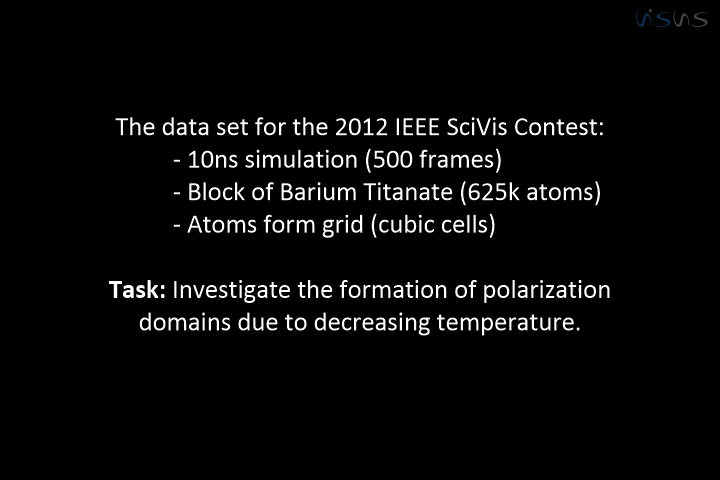 visus
The data set for the 2012 IEEE SciVis Contest:
- 10ns simulation (500 frames)
- Block of Barium Titanate (625k atoms)
- Atoms form grid (cubic cells)
Task: Investigate the formation of polarization
domains due to decreasing temperature.